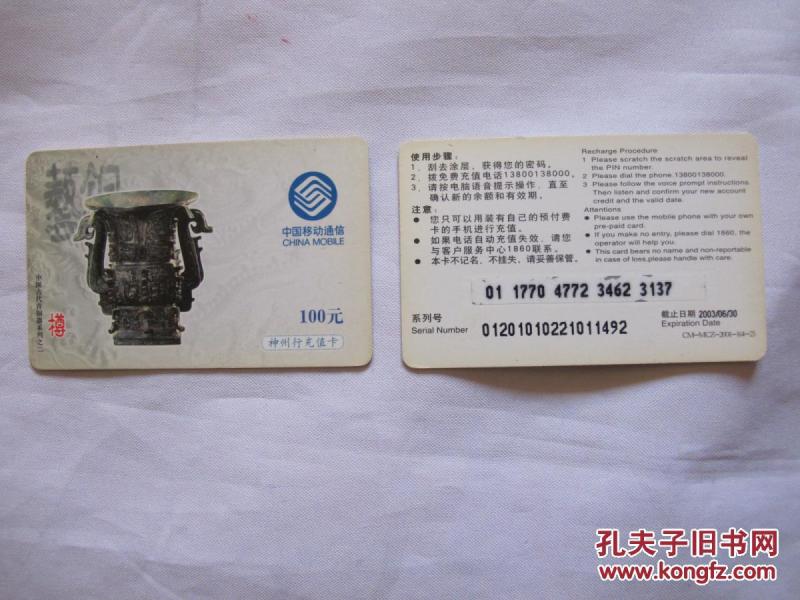 中国移动通信
CHINA MOBILE
100元
神州行充值卡
樽
使用步骤：
1、刮去涂层，获得您的密码。
2、拨免费充值电话13800138000。
3、请按电脑语音提示操作，直至
确认新的余额和有效期。
注意：
● 您只可以用装有自己的预付费
卡的手机进行充值。
● 如果电话自动充值失效，请您
与客户服务中心1860联系。
● 本卡不记名，不挂失，请妥善保管。
Recharge Procedure
1 Please scratch the scratch area to reveal
the PIN number.
2 Please dial the phone.13800138000.
3 Please follow the voice prompt instructions.
Then listen and confirm your new account
credit and the valid date.
Attentions
● Please use the mobile phone with your own
pre-paid card.
● If you make no entry, please dial 1860, the
operator will help you.
● This card bears no name and non-reportable
in case of loss,please handle with care.
01 1770 4772 3462 3137
系列号
Serial Number 01201010221011492
截止日期 2003/06/30
Expiration Date
孔夫子旧书网
www.kongfz.com